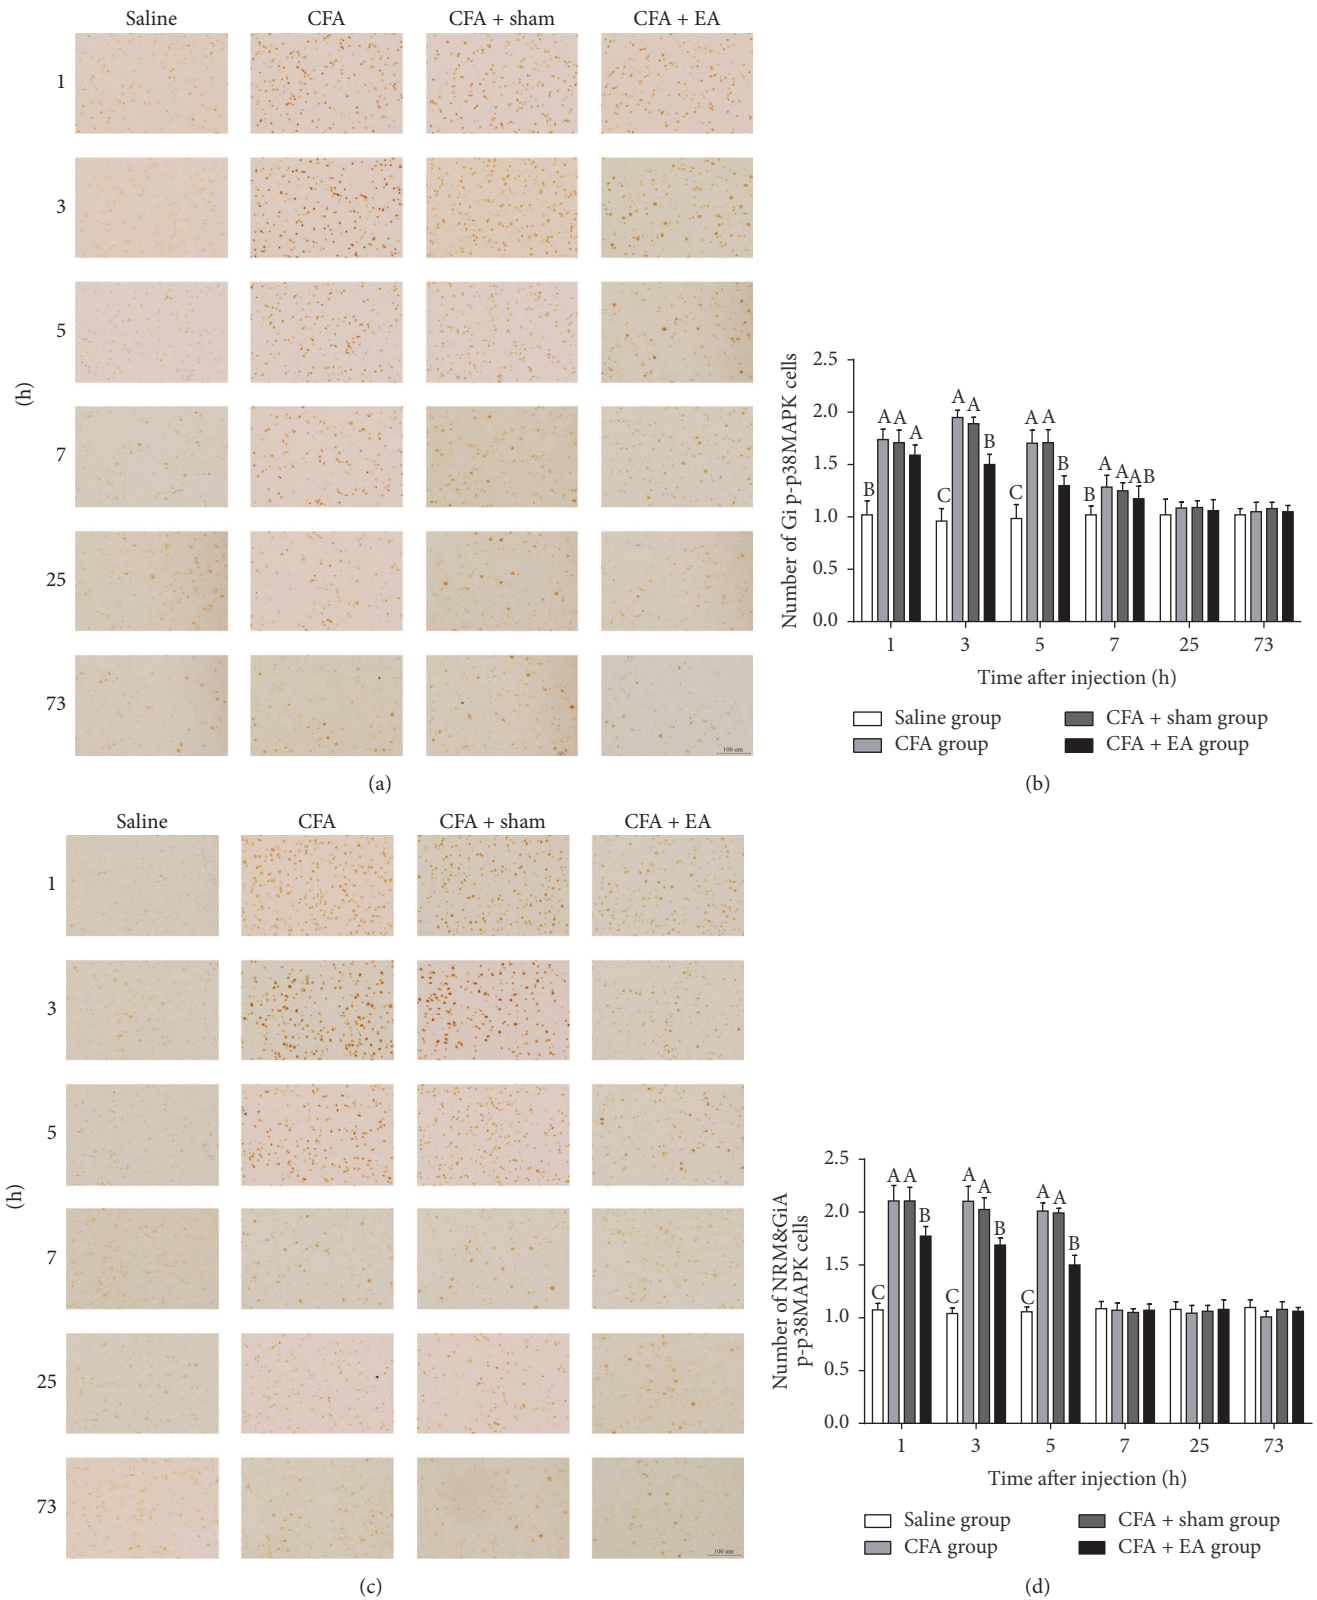 Saline CFA CFA + sham CFA + EA
1
3
5
(h)
7
25
73
100 um
(a)
Number of Gi p-p38MAPK cells
2.5
2.0
1.5
1.0
0.5
0.0
B A A A
C A A B
C A A B
B A A AB
1 3 5 7 25 73
Time after injection (h)
Saline group CFA + sham group
CFA group CFA + EA group
(b)
Saline CFA CFA + sham CFA + EA
1
3
5
(h)
7
25
73
100 um
(c)
Number of NRM&GiA
p-p38MAPK cells
2.5
2.0
1.5
1.0
0.5
0.0
C A A B
C A A B
C A A B
1 3 5 7 25 73
Time after injection (h)
Saline group CFA + sham group
CFA group CFA + EA group
(d)